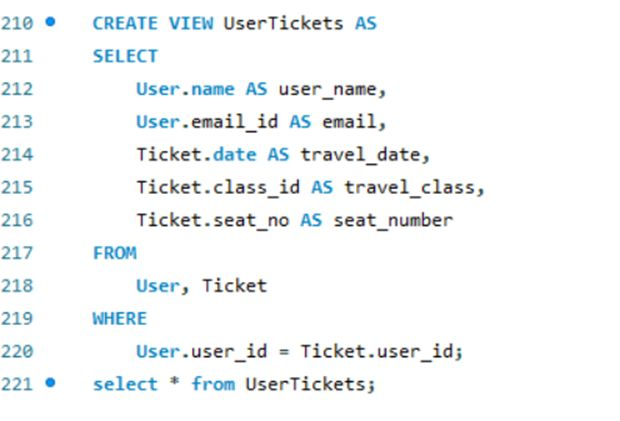 210 CREATE VIEW UserTickets AS
211 SELECT
212 User.name AS user_name,
213 User.email_id AS email,
214 Ticket.date AS travel_date,
215 Ticket.class_id AS travel_class,
216 Ticket.seat_no AS seat_number
217 FROM
218 User, Ticket
219 WHERE
220 User.user_id = Ticket.user_id;
221 select * from UserTickets;